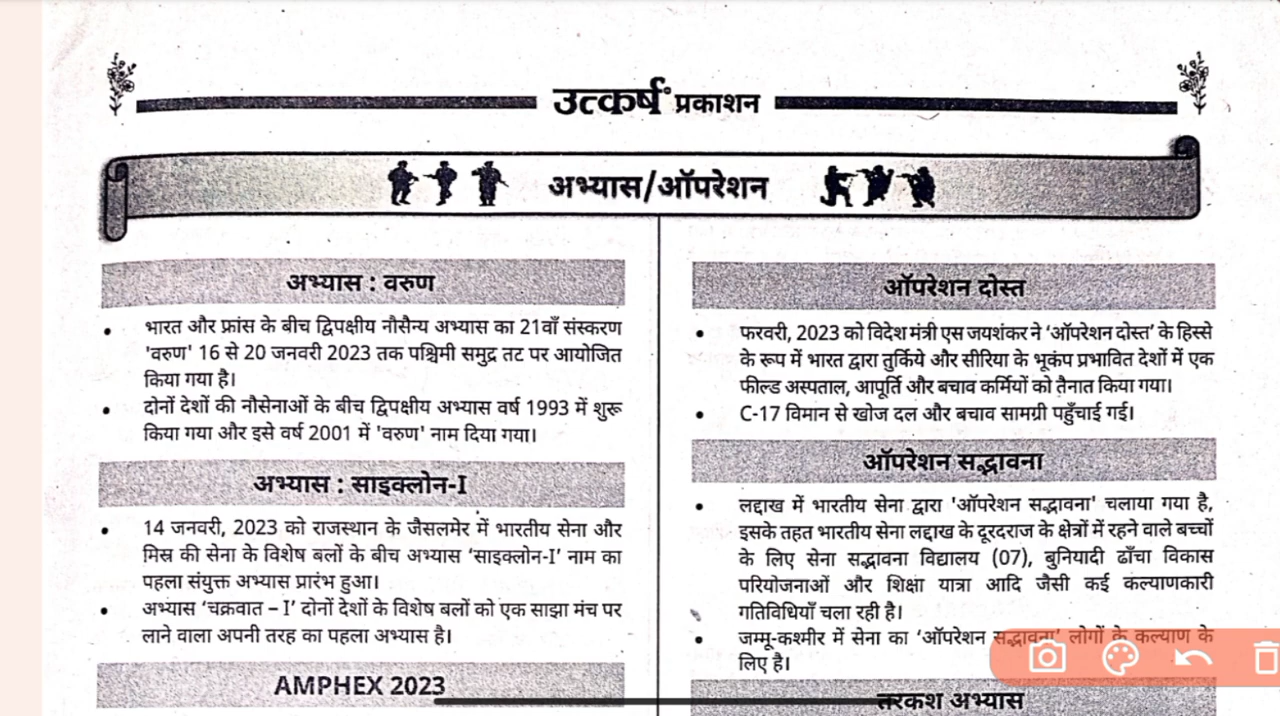 उत्कर्ष प्रकाशन
अभ्यास/ऑपरेशन
अभ्यास : वरुण
भारत और फ्रांस के बीच द्विपक्षीय नौसैन्य अभ्यास का 21वाँ संस्करण
'वरुण' 16 से 20 जनवरी 2023 तक पश्चिमी समुद्र तट पर आयोजित
किया गया है।
दोनों देशों की नौसेनाओं के बीच द्विपक्षीय अभ्यास वर्ष 1993 में शुरू
किया गया और इसे वर्ष 2001 में 'वरुण' नाम दिया गया।
अभ्यास : साइक्लोन-I
14 जनवरी, 2023 को राजस्थान के जैसलमेर में भारतीय सेना और
मिस्र की सेना के विशेष बलों के बीच अभ्यास ‘साइक्लोन-I’ नाम का
पहला संयुक्त अभ्यास प्रारंभ हुआ।
अभ्यास ‘चक्रवात – I’ दोनों देशों के विशेष बलों को एक साझा मंच पर
लाने वाला अपनी तरह का पहला अभ्यास है।
AMPHEX 2023
ऑपरेशन दोस्त
फरवरी, 2023 को विदेश मंत्री एस जयशंकर ने ‘ऑपरेशन दोस्त’ के हिस्से
के रूप में भारत द्वारा तुर्किये और सीरिया के भूकंप प्रभावित देशों में एक
फील्ड अस्पताल, आपूर्ति और बचाव कर्मियों को तैनात किया गया।
C-17 विमान से खोज दल और बचाव सामग्री पहुँचाई गई।
ऑपरेशन सद्भावना
लद्दाख में भारतीय सेना द्वारा 'ऑपरेशन सद्भावना' चलाया गया है,
इसके तहत भारतीय सेना लद्दाख के दूरदराज के क्षेत्रों में रहने वाले बच्चों
के लिए सेना सद्भावना विद्यालय (07), बुनियादी ढाँचा विकास
परियोजनाओं और शिक्षा यात्रा आदि जैसी कई कल्याणकारी
गतिविधियाँ चला रही है।
जम्मू-कश्मीर में सेना का ‘ऑपरेशन सद्भावना’ लोगों के कल्याण के
लिए है।
तरकश अभ्यास